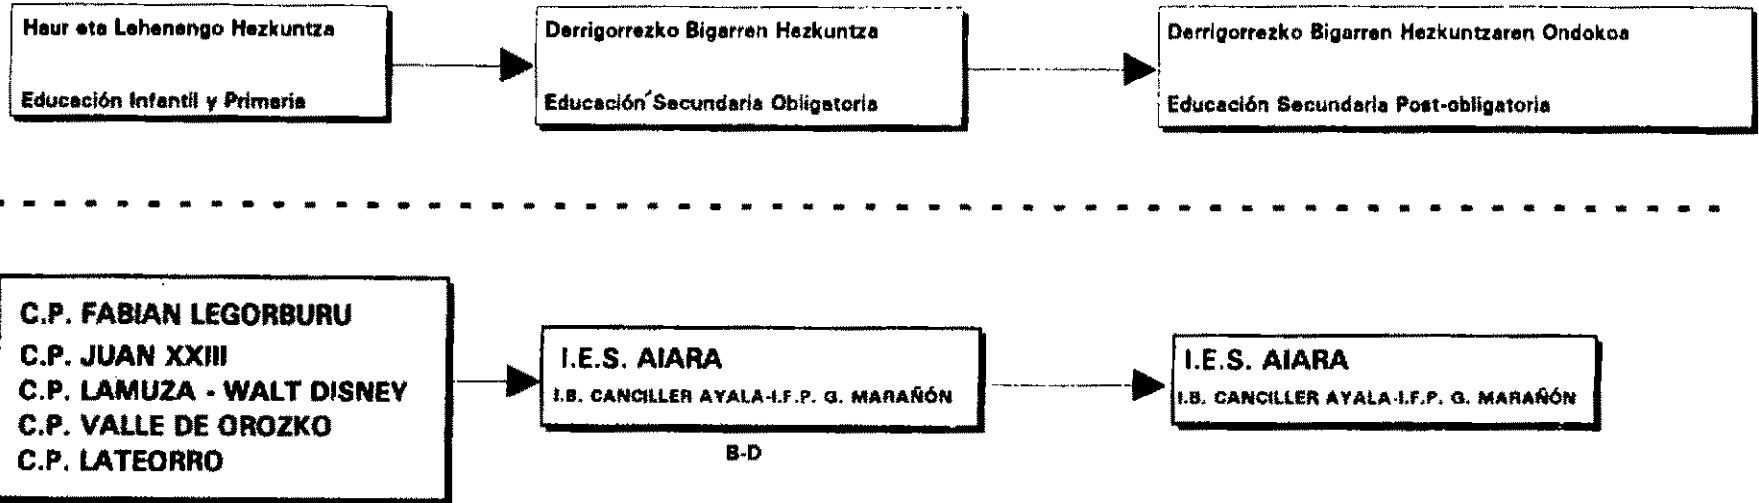 Haur eta Lehenengo Hezkuntza
Educación Infantil y Primaria
Derrigorrezko Bigarren Hezkuntza
Educación Secundaria Obligatoria
Derrigorrezko Bigarren Hezkuntzaren Ondokoa
Educación Secundaria Post-obligatoria
C.P. FABIAN LEGORBURU
C.P. JUAN XXIII
C.P. LAMUZA - WALT DISNEY
C.P. VALLE DE OROZKO
C.P. LATEORRO
I.E.S. AIARA
I.B. CANCILLER AYALA-I.F.P. G. MARAÑÓN
B-D
I.E.S. AIARA
I.B. CANCILLER AYALA-I.F.P. G. MARAÑÓN